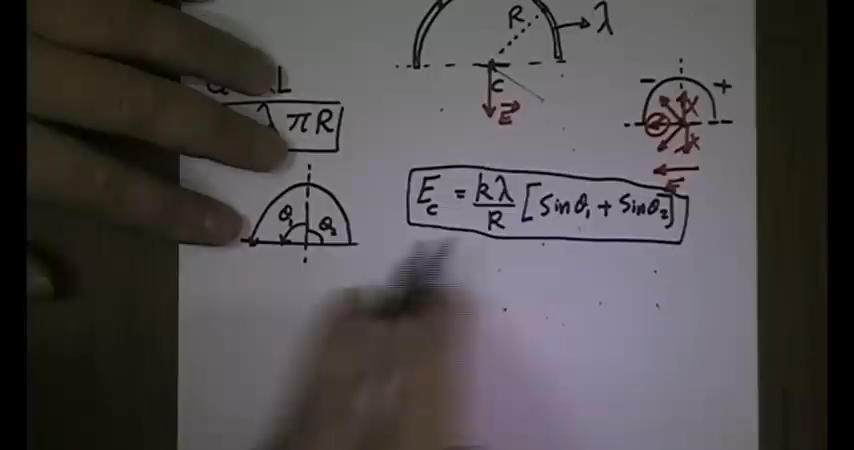 R
λ
L
C
E⃗
πR
- +
x
x
E_c = kλ/R [Sinθ₁ + Sinθ₂]
θ₁ θ₂